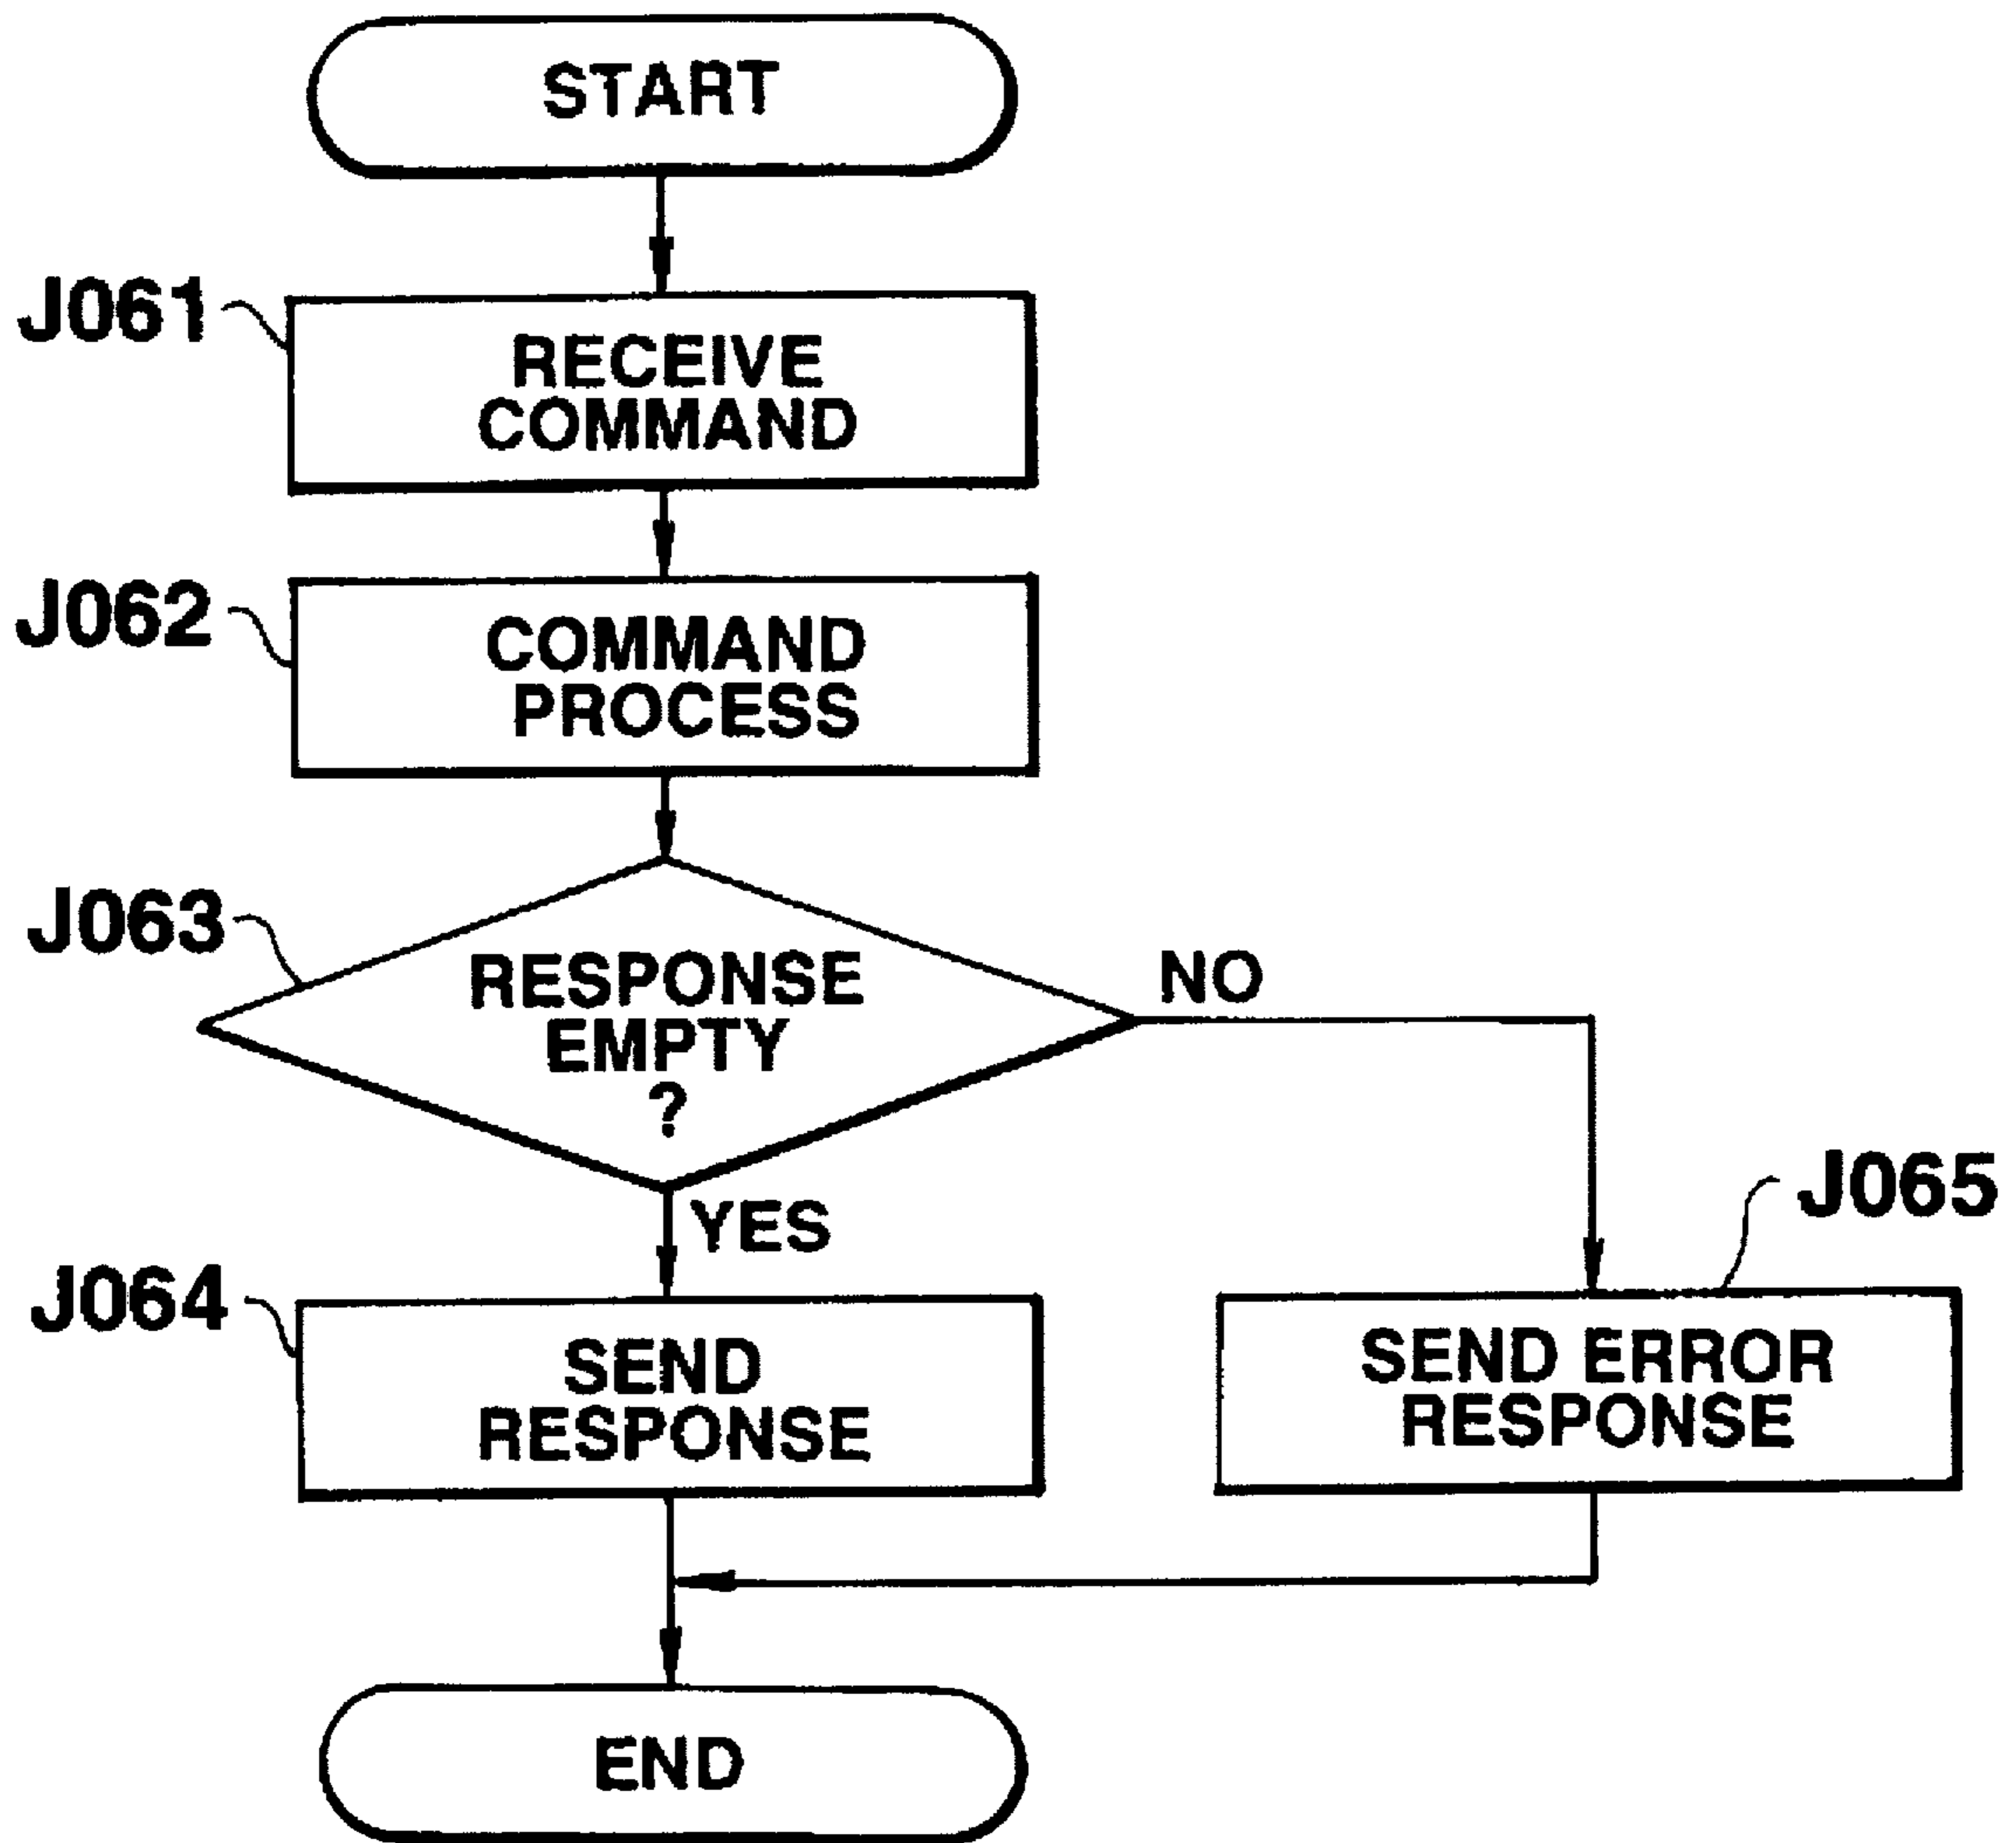 START
J061
RECEIVE
COMMAND
J062
COMMAND
PROCESS
J063
RESPONSE
EMPTY
?
NO
YES
J064
SEND
RESPONSE
J065
SEND ERROR
RESPONSE
END